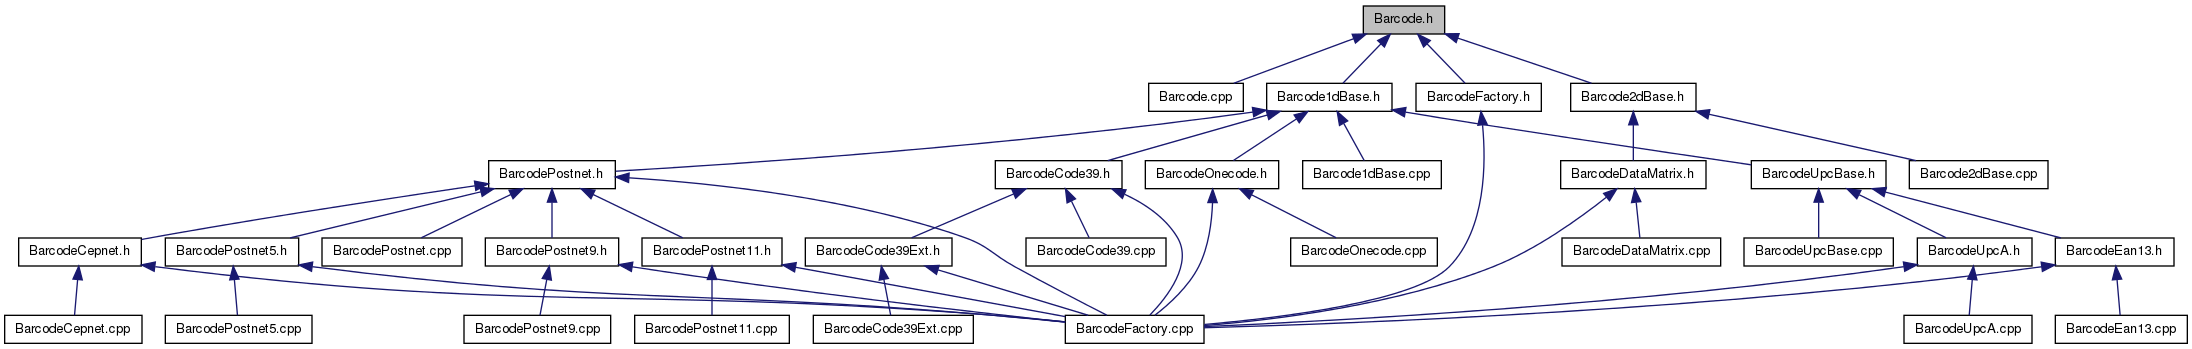 Barcode.h
Barcode.cpp
Barcode1dBase.h
BarcodeFactory.h
Barcode2dBase.h
BarcodePostnet.h
BarcodeCode39.h
BarcodeOnecode.h
Barcode1dBase.cpp
BarcodeDataMatrix.h
BarcodeUpcBase.h
Barcode2dBase.cpp
BarcodeCepnet.h
BarcodePostnet5.h
BarcodePostnet.cpp
BarcodePostnet9.h
BarcodePostnet11.h
BarcodeCode39Ext.h
BarcodeCode39.cpp
BarcodeOnecode.cpp
BarcodeDataMatrix.cpp
BarcodeUpcBase.cpp
BarcodeUpcA.h
BarcodeEan13.h
BarcodeCepnet.cpp
BarcodePostnet5.cpp
BarcodePostnet9.cpp
BarcodePostnet11.cpp
BarcodeCode39Ext.cpp
BarcodeFactory.cpp
BarcodeUpcA.cpp
BarcodeEan13.cpp